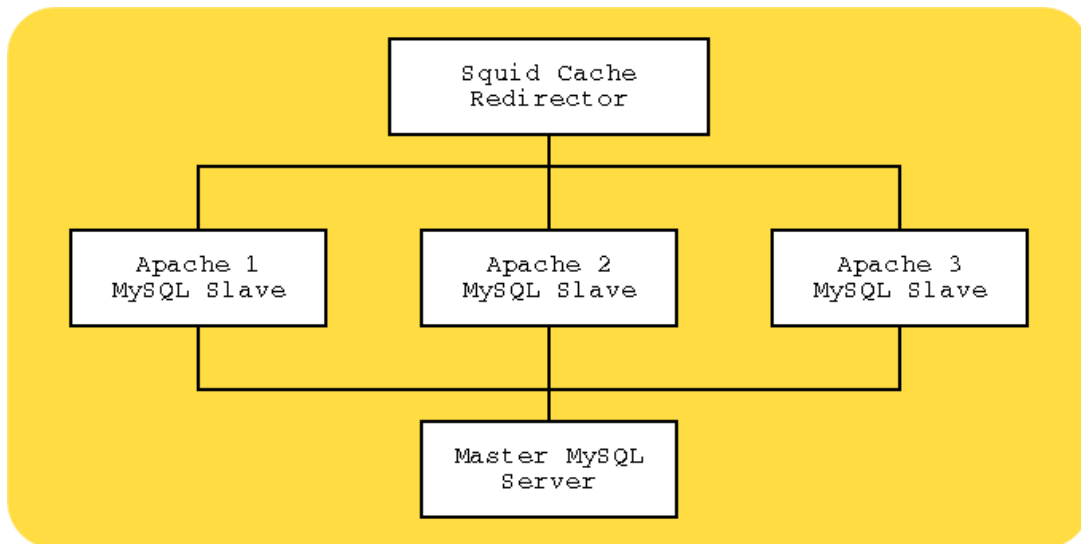 Squid Cache
Redirector
Apache 1
MySQL Slave
Apache 2
MySQL Slave
Apache 3
MySQL Slave
Master MySQL
Server